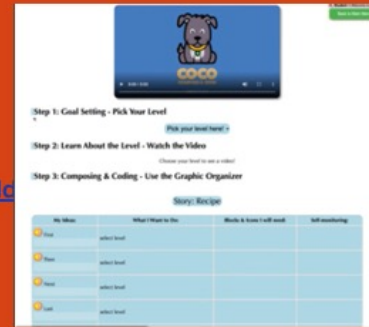 COCO
Step 1: Goal Setting - Pick Your Level
Pick your level here!
Step 2: Learn About the Level - Watch the Video
Choose your level to see a video!
Step 3: Composing & Coding - Use the Graphic Organizer
Story: Recipe
My Ideas What I Want to Do: Blocks & Icons I will need: Self-monitoring
First select level
Then select level
Next select level
Last select level